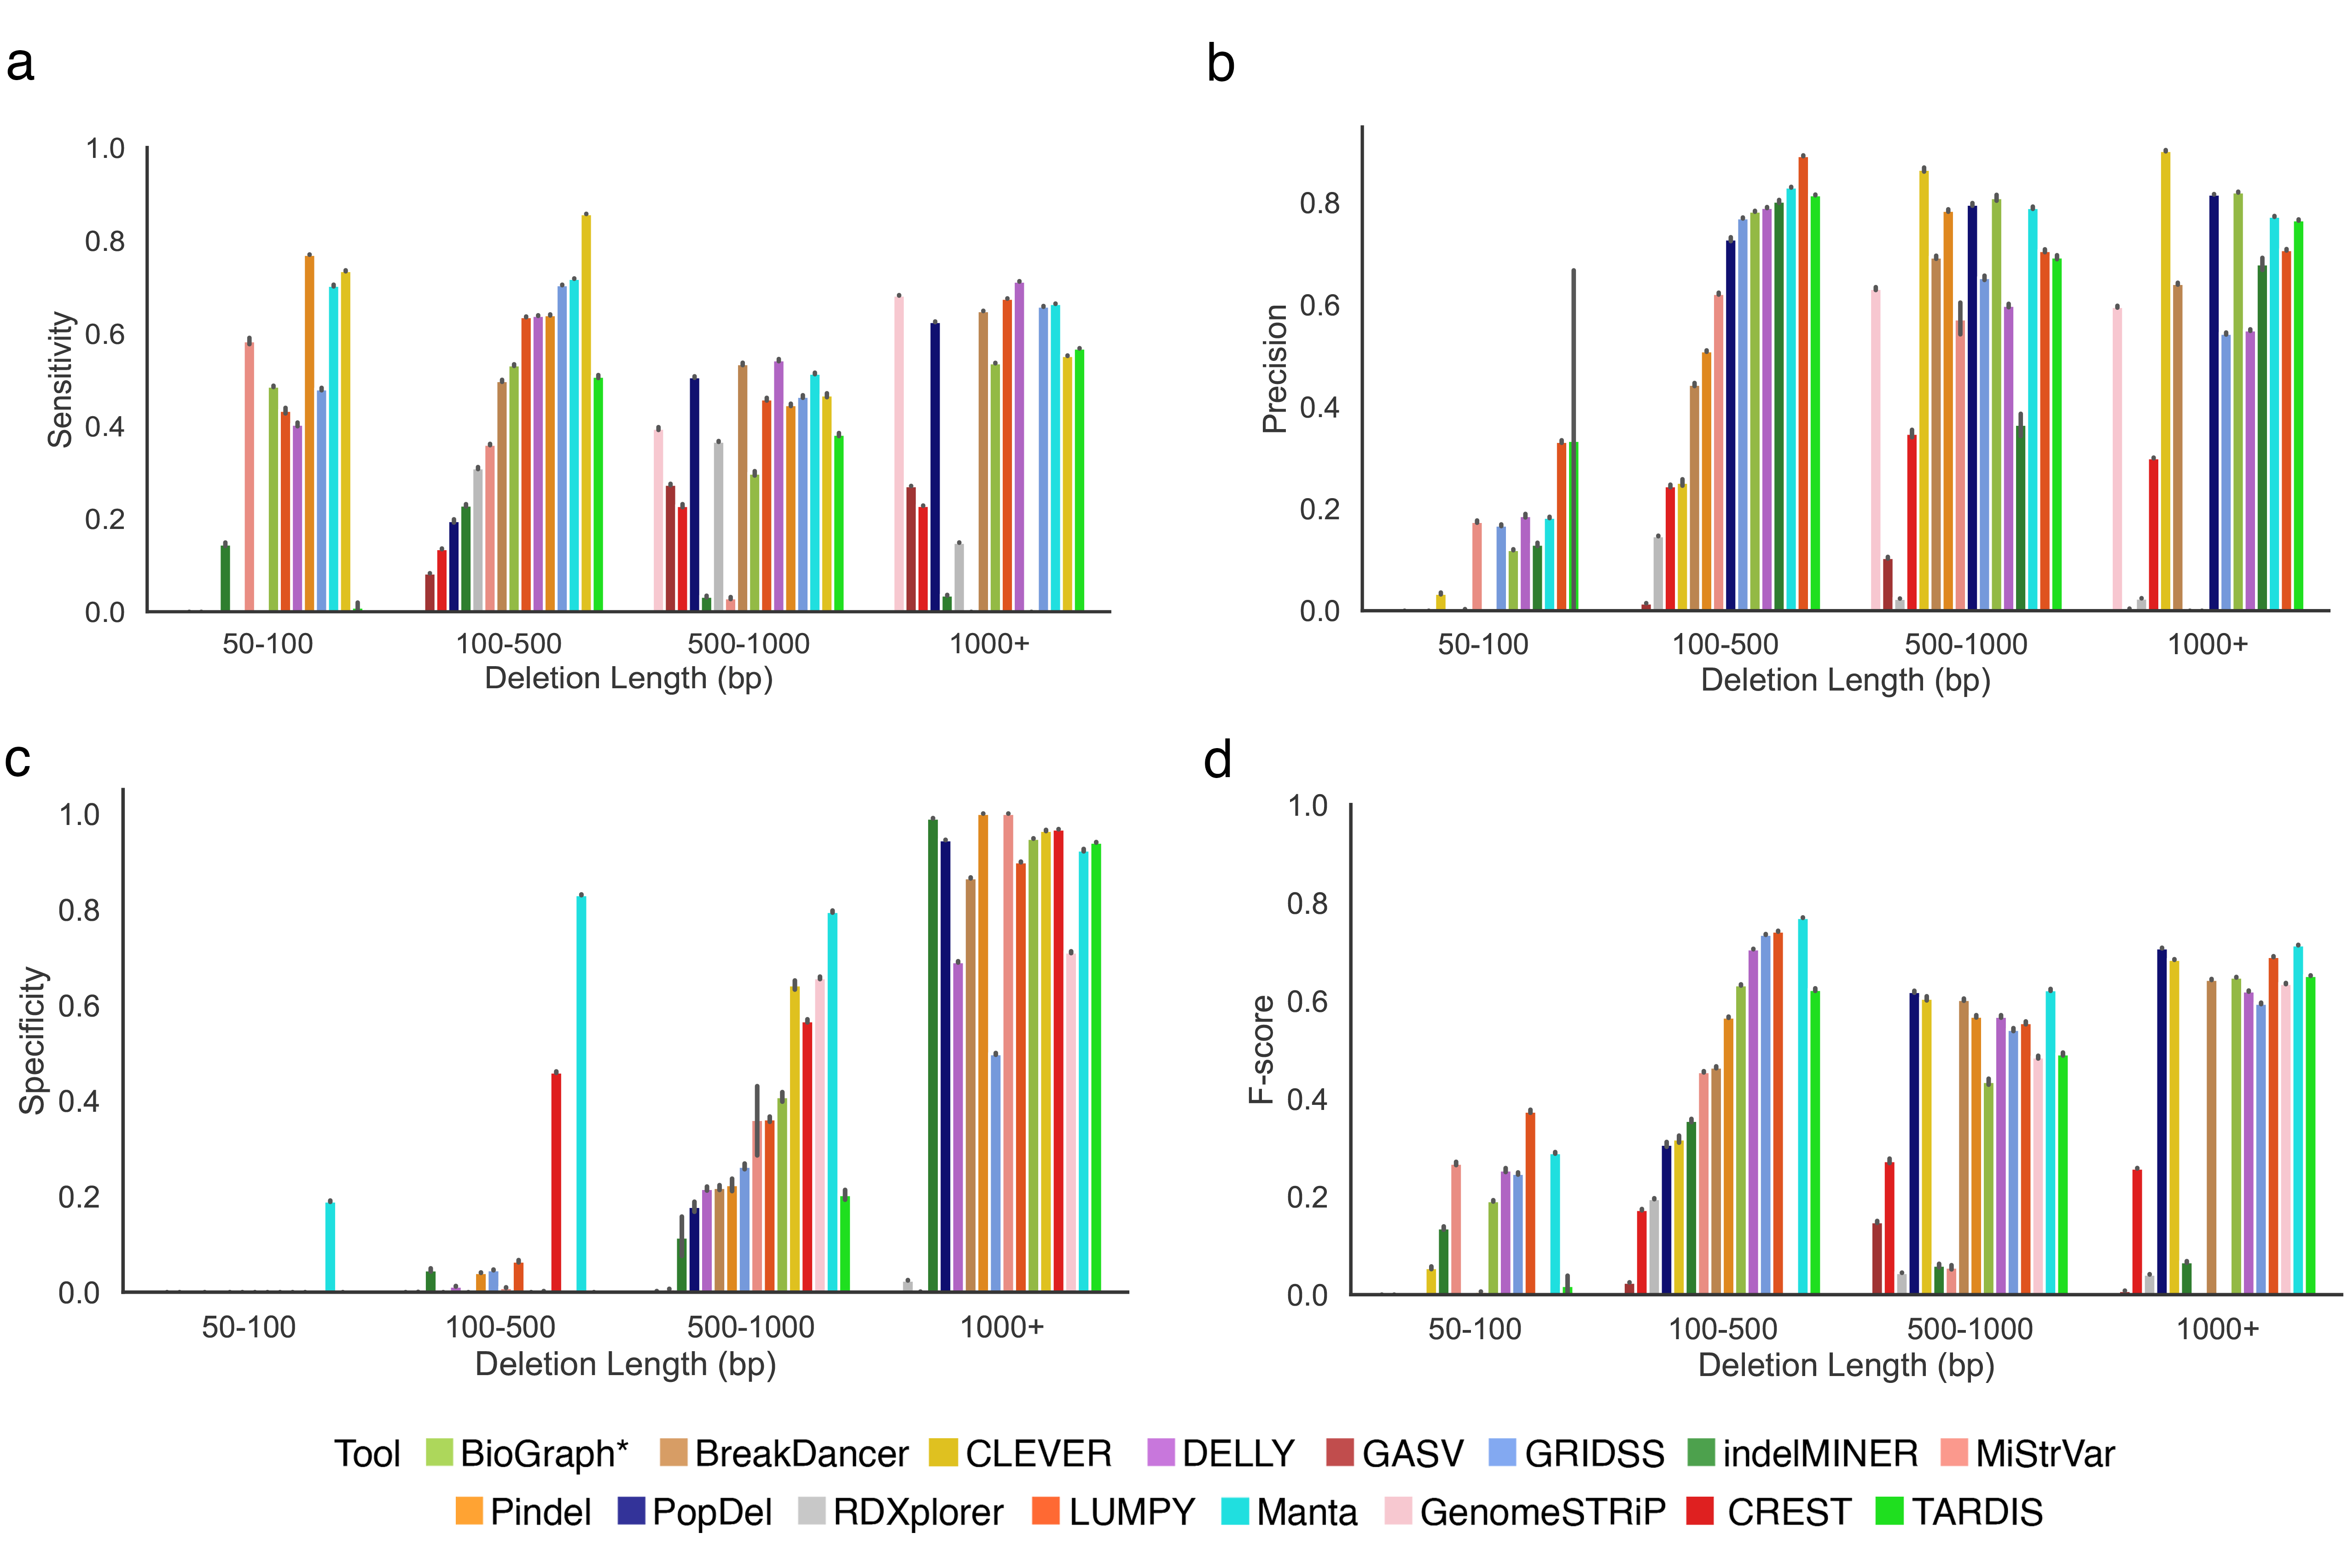 a
1.0
0.8
0.6
0.4
0.2
0.0
Sensitivity
50-100 100-500 500-1000 1000+
Deletion Length (bp)
b
0.8
0.6
0.4
0.2
0.0
Precision
50-100 100-500 500-1000 1000+
Deletion Length (bp)
c
1.0
0.8
0.6
0.4
0.2
0.0
Specificity
50-100 100-500 500-1000 1000+
Deletion Length (bp)
d
1.0
0.8
0.6
0.4
0.2
0.0
F-score
50-100 100-500 500-1000 1000+
Deletion Length (bp)
Tool BioGraph* BreakDancer CLEVER DELLY GASV GRIDSS indelMINER MiStrVar
Pindel PopDel RDXplorer LUMPY Manta GenomeSTRiP CREST TARDIS